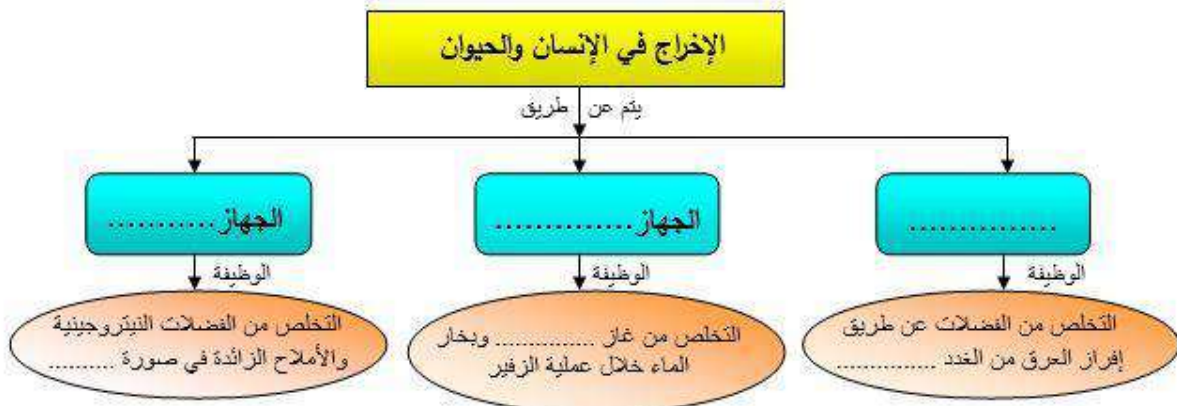 الإخراج في الإنسان والحيوان
يتم عن طريق
...............
الجهاز..............
الجهاز...........
الوظيفة
الوظيفة
الوظيفة
التخلص من الفضلات عن طريق
إفراز العرق من الغدد ..............
التخلص من غاز .............. وبخار
الماء خلال عملية الزفير
التخلص من الفضلات النيتروجينية
والأملاح الزائدة في صورة ..........